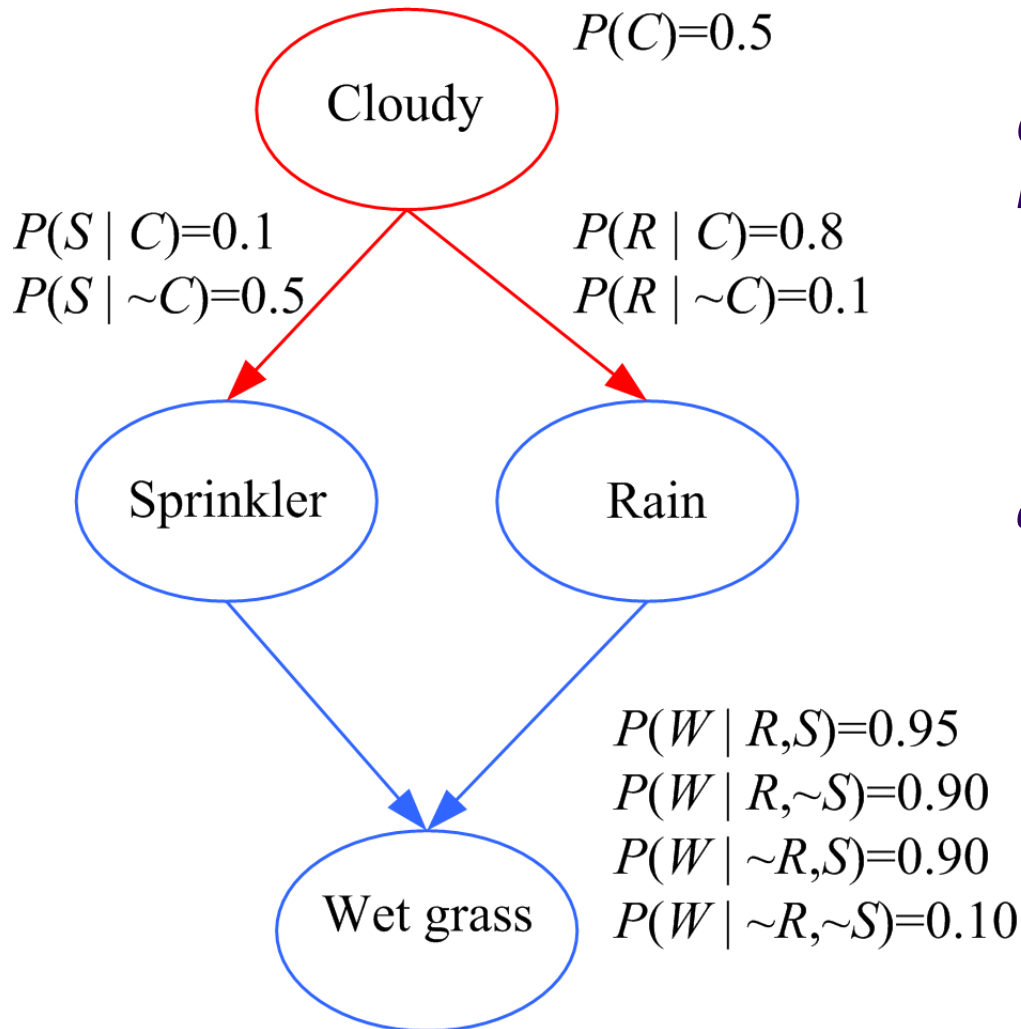 P(C)=0.5
Cloudy
P(S | C)=0.1
P(S | ~C)=0.5
P(R | C)=0.8
P(R | ~C)=0.1
Sprinkler
Rain
P(W | R,S)=0.95
P(W | R,~S)=0.90
P(W | ~R,S)=0.90
P(W | ~R,~S)=0.10
Wet grass